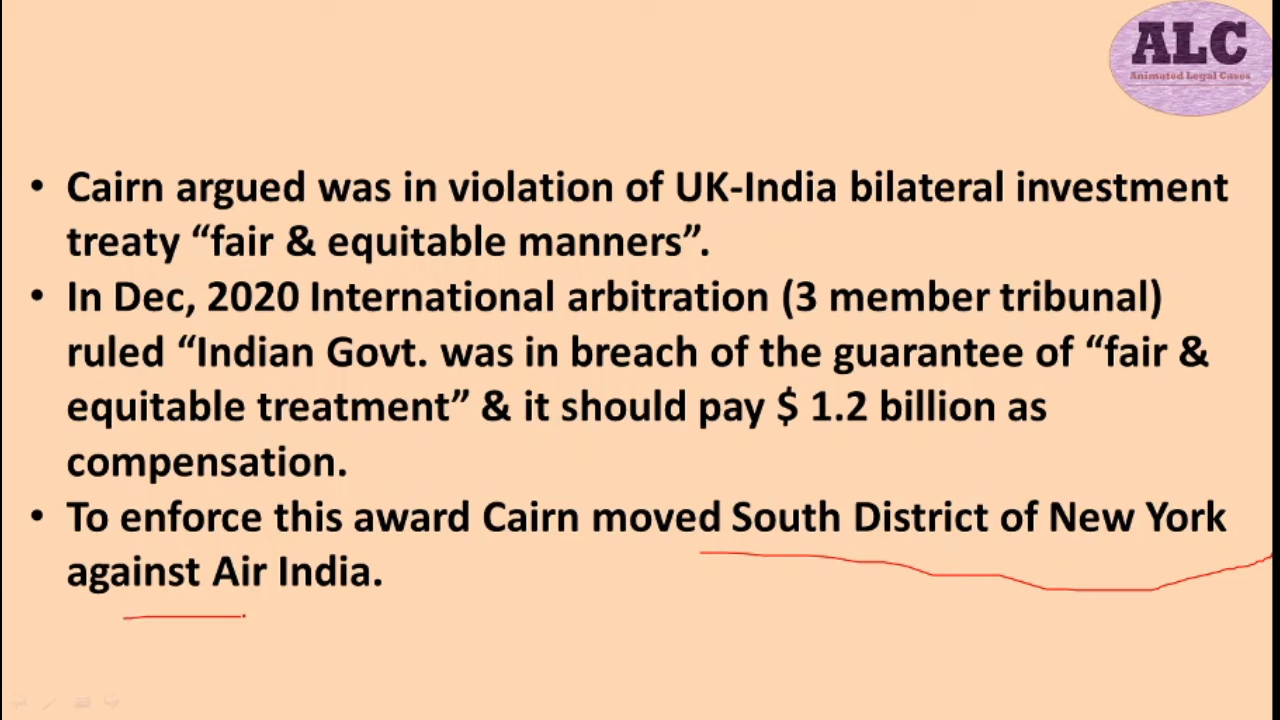 ALC
Animated Legal Cases
• Cairn argued was in violation of UK-India bilateral investment
treaty “fair & equitable manners”.
• In Dec, 2020 International arbitration (3 member tribunal)
ruled “Indian Govt. was in breach of the guarantee of “fair &
equitable treatment” & it should pay $ 1.2 billion as
compensation.
• To enforce this award Cairn moved South District of New York
against Air India.